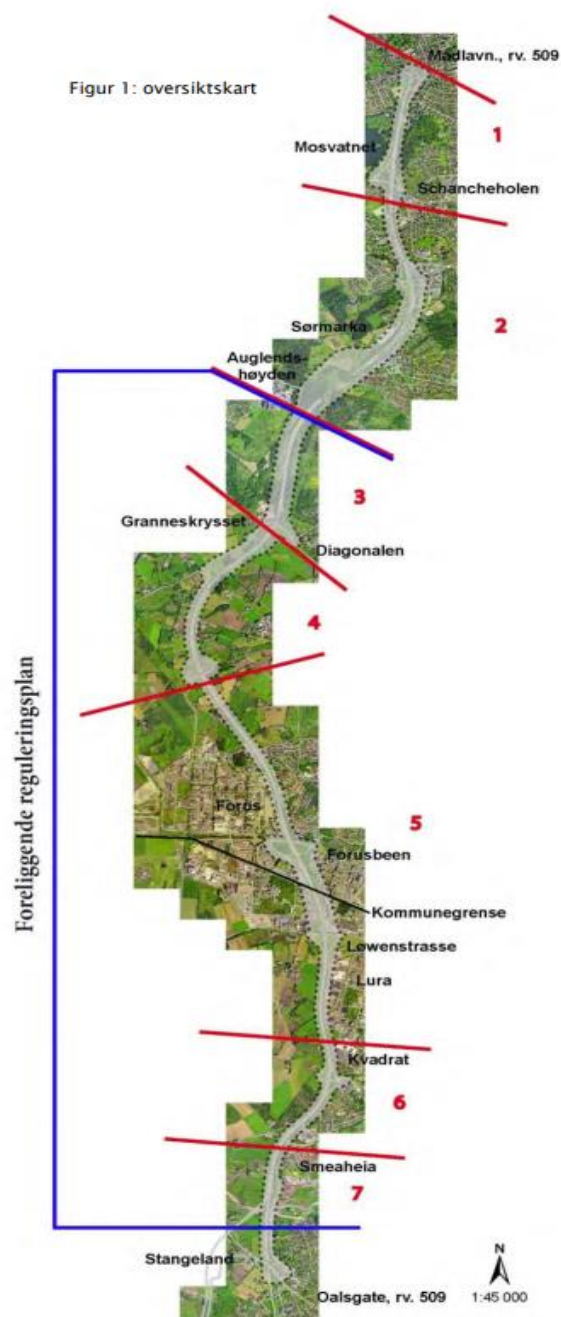 Figur 1: oversiktskart
Madlavn., rv. 509
1
Mosvatnet
Schancheholen
2
Sørmarka
Auglends-
høyden
3
Granneskrysset
Diagonalen
4
Foreliggende reguleringsplan
Forus
5
Forusbeen
Kommunegrense
Løwenstrasse
Lura
Kvadrat
6
Smeaheia
7
Stangeland
Oalsgate, rv. 509
N
1:45 000